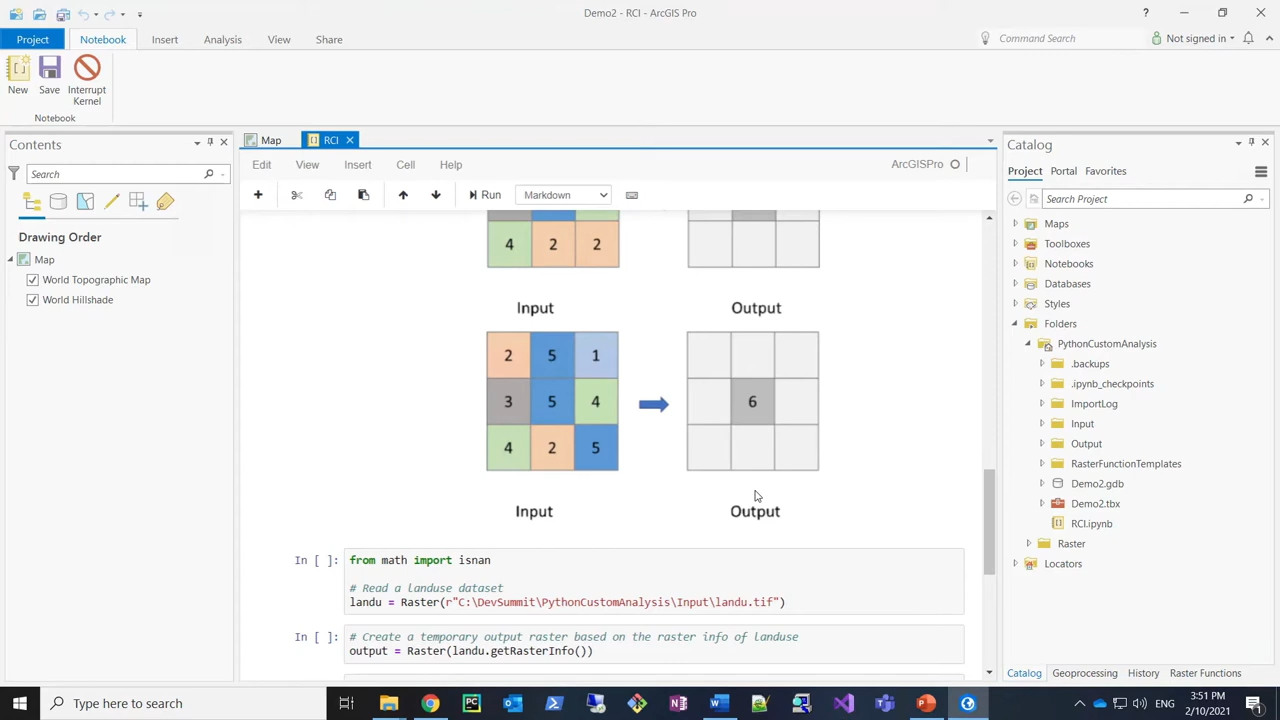 Demo2 - RCI - ArcGIS Pro
?
Project
Notebook
Insert
Analysis
View
Share
Command Search
Not signed in
New
Save
Interrupt
Kernel
Notebook
Contents
Search
Drawing Order
Map
World Topographic Map
World Hillshade
Map
RCI
Edit
View
Insert
Cell
Help
ArcGISPro
Run
Markdown
4 2 2
Input
Output
2 5 1
3 5 4
4 2 5
6
Input
Output
In [ ]:
from math import isnan
# Read a landuse dataset
landu = Raster(r"C:\DevSummit\PythonCustomAnalysis\Input\landu.tif")
In [ ]:
# Create a temporary output raster based on the raster info of landuse
output = Raster(landu.getRasterInfo())
Catalog
Project
Portal
Favorites
Search Project
Maps
Toolboxes
Notebooks
Databases
Styles
Folders
PythonCustomAnalysis
.backups
.ipynb_checkpoints
ImportLog
Input
Output
RasterFunctionTemplates
Demo2.gdb
Demo2.tbx
RCI.ipynb
Raster
Locators
Catalog
Geoprocessing
History
Raster Functions
Type here to search
ENG
3:51 PM
2/10/2021